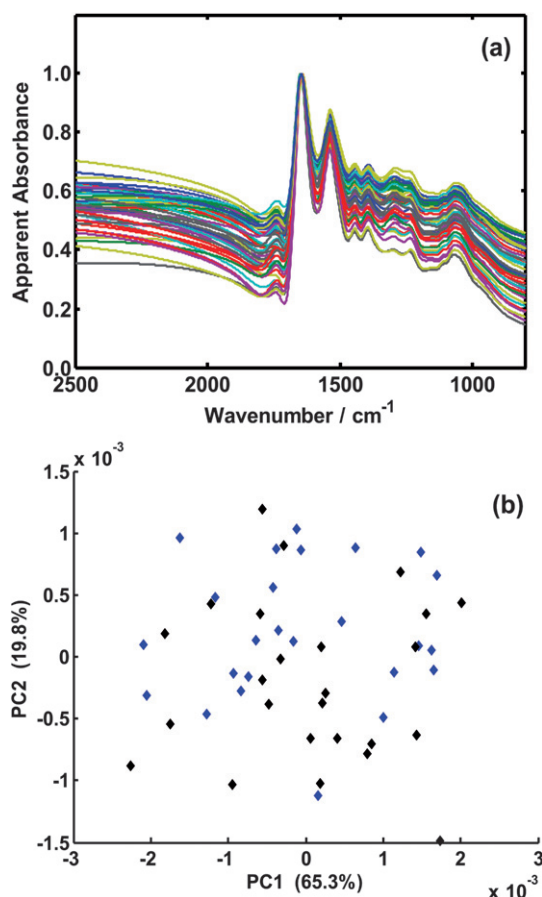 (a)
Apparent Absorbance
1.0
0.8
0.6
0.4
0.2
0.0
2500 2000 1500 1000
Wavenumber / cm⁻¹
x 10⁻³
(b)
PC2 (19.8%)
1.5
1
0.5
0
-0.5
-1
-1.5
-3 -2 -1 0 1 2 3
PC1 (65.3%)
x 10⁻³